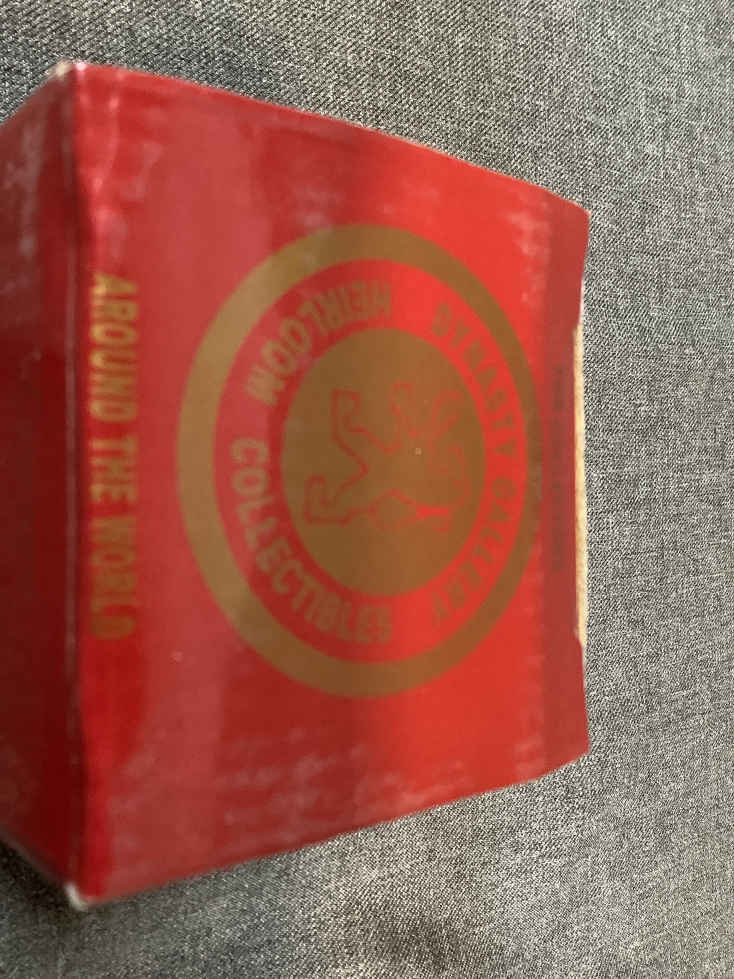 DYNASTY GALLERY
HEIRLOOM COLLECTIBLES
AROUND THE WORLD